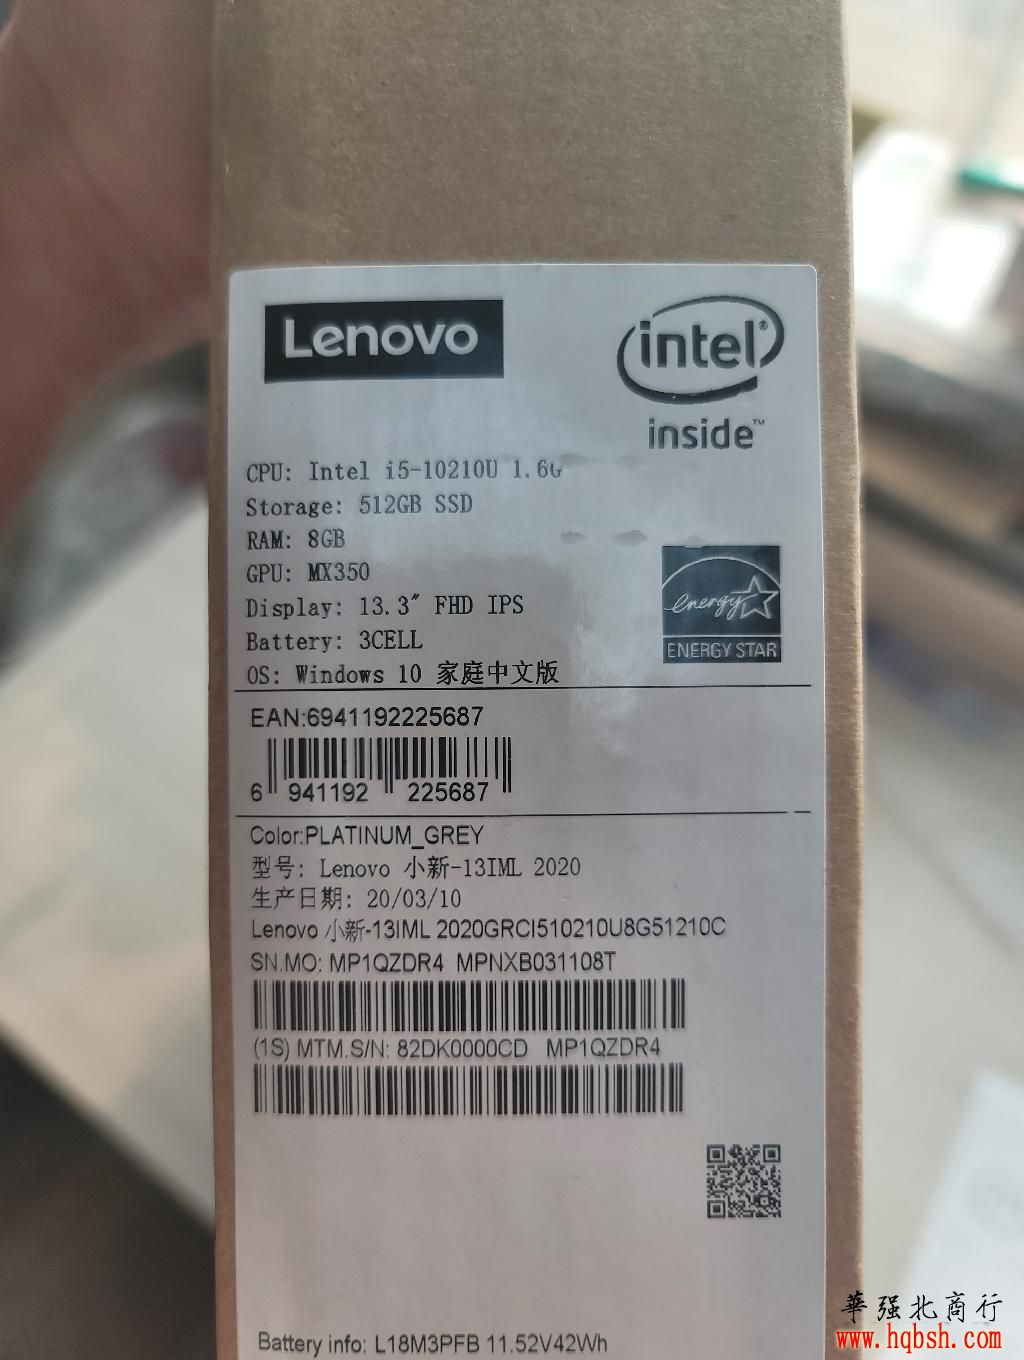 Lenovo
intel®
inside™
CPU: Intel i5-10210U 1.6G
Storage: 512GB SSD
RAM: 8GB
GPU: MX350
Display: 13.3″ FHD IPS
Battery: 3CELL
OS: Windows 10 家庭中文版
energy
ENERGY STAR
EAN:6941192225687
6 941192 225687
Color:PLATINUM_GREY
型号: Lenovo 小新-13IML 2020
生产日期: 20/03/10
Lenovo 小新-13IML 2020GRCI510210U8G51210C
SN.MO: MP1QZDR4 MPNXB031108T
(1S) MTM.S/N: 82DK0000CD MP1QZDR4
Battery info: L18M3PFB 11.52V42Wh
華强北商行
www.hqbsh.com